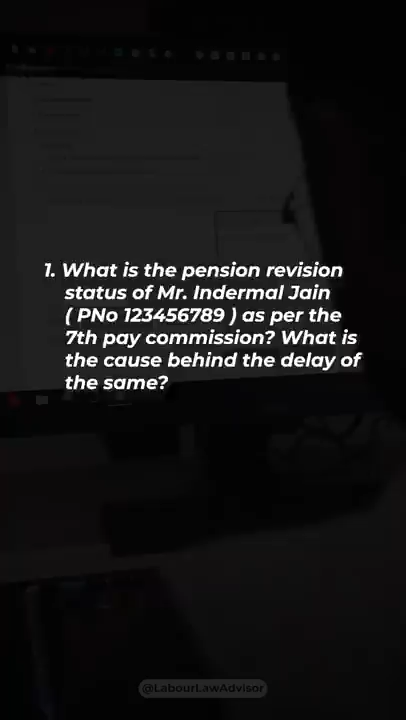 1. What is the pension revision
status of Mr. Indermal Jain
( PNo 123456789 ) as per the
7th pay commission? What is
the cause behind the delay of
the same?
@LabourLawAdvisor